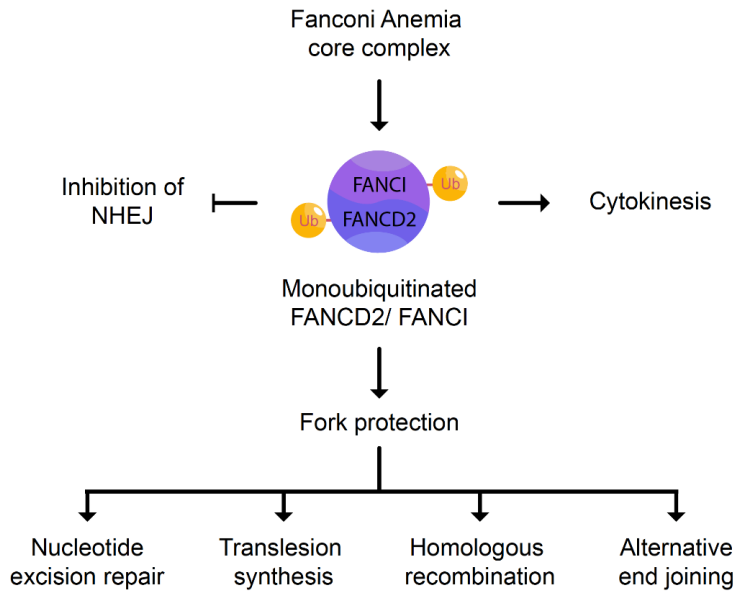 Fanconi Anemia
core complex
FANCI
Ub
Inhibition of
NHEJ
Ub
FANCD2
Cytokinesis
Monoubiquitinated
FANCD2/ FANCI
Fork protection
Nucleotide
excision repair
Translesion
synthesis
Homologous
recombination
Alternative
end joining